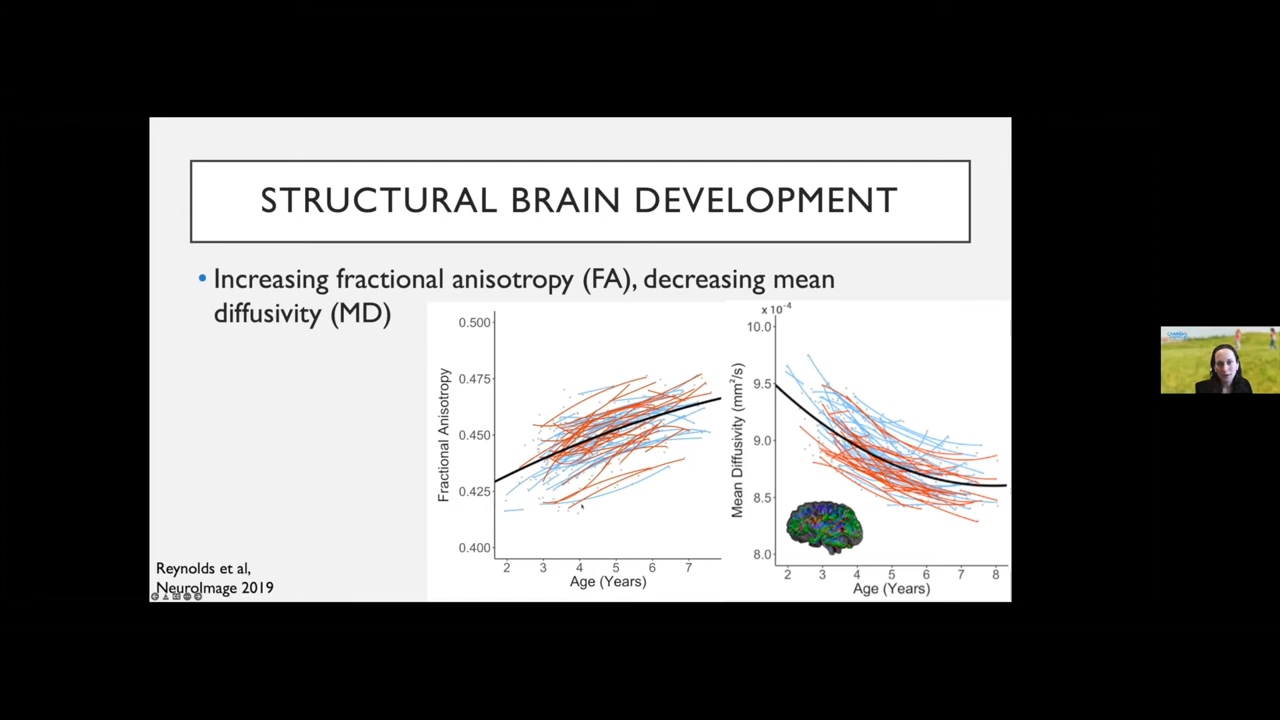 STRUCTURAL BRAIN DEVELOPMENT
• Increasing fractional anisotropy (FA), decreasing mean
diffusivity (MD)
0.500
0.475
0.450
0.425
0.400
Fractional Anisotropy
2 3 4 5 6 7
Age (Years)
x 10⁻⁴
10.0
9.5
9.0
8.5
8.0
Mean Diffusivity (mm²/s)
2 3 4 5 6 7 8
Age (Years)
Reynolds et al,
NeuroImage 2019